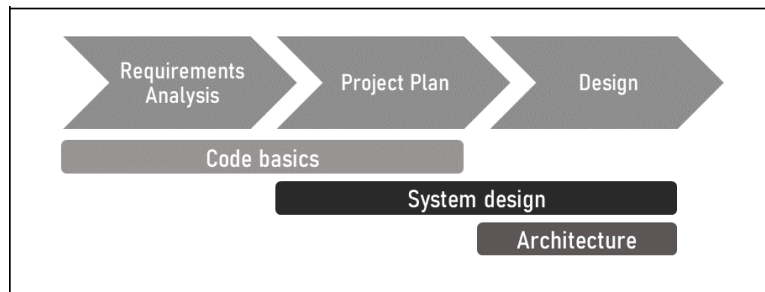 Requirements
Analysis
Project Plan
Design
Code basics
System design
Architecture